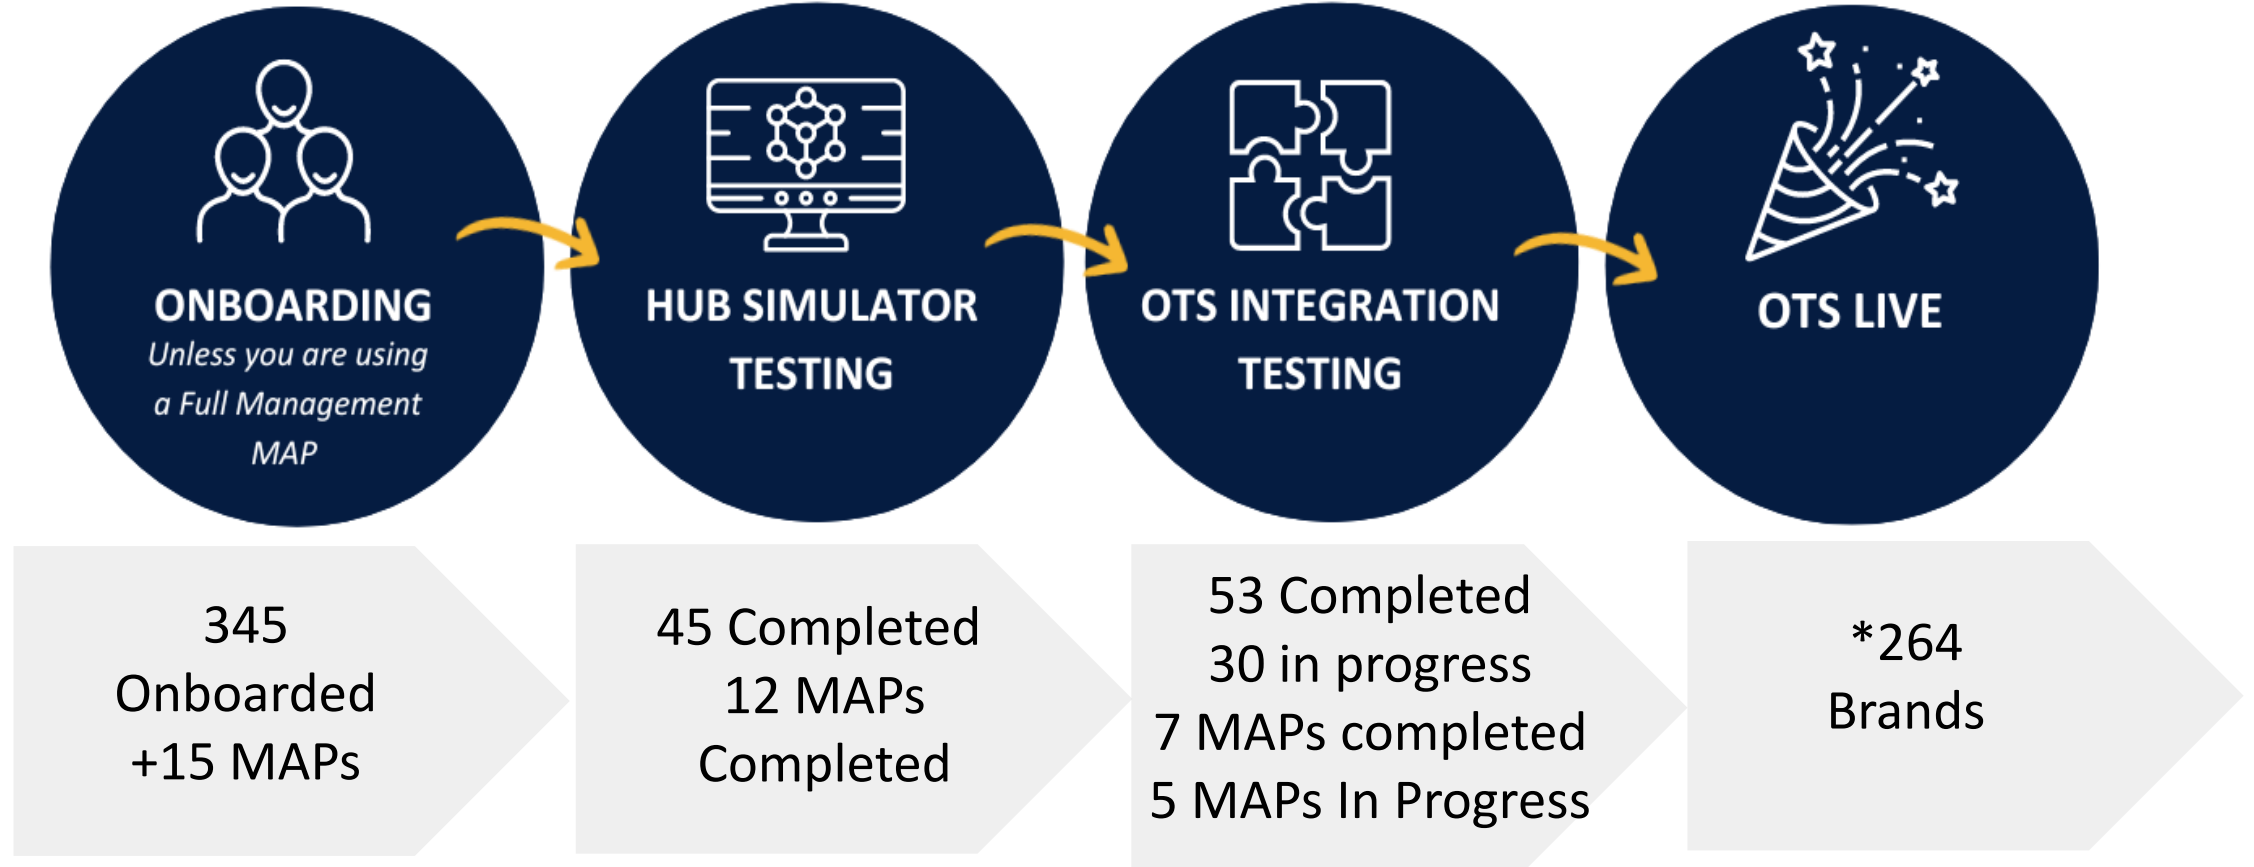 ONBOARDING
Unless you are using
a Full Management
MAP
HUB SIMULATOR
TESTING
OTS INTEGRATION
TESTING
OTS LIVE
345
Onboarded
+15 MAPs
45 Completed
12 MAPs
Completed
53 Completed
30 in progress
7 MAPs completed
5 MAPs In Progress
*264
Brands